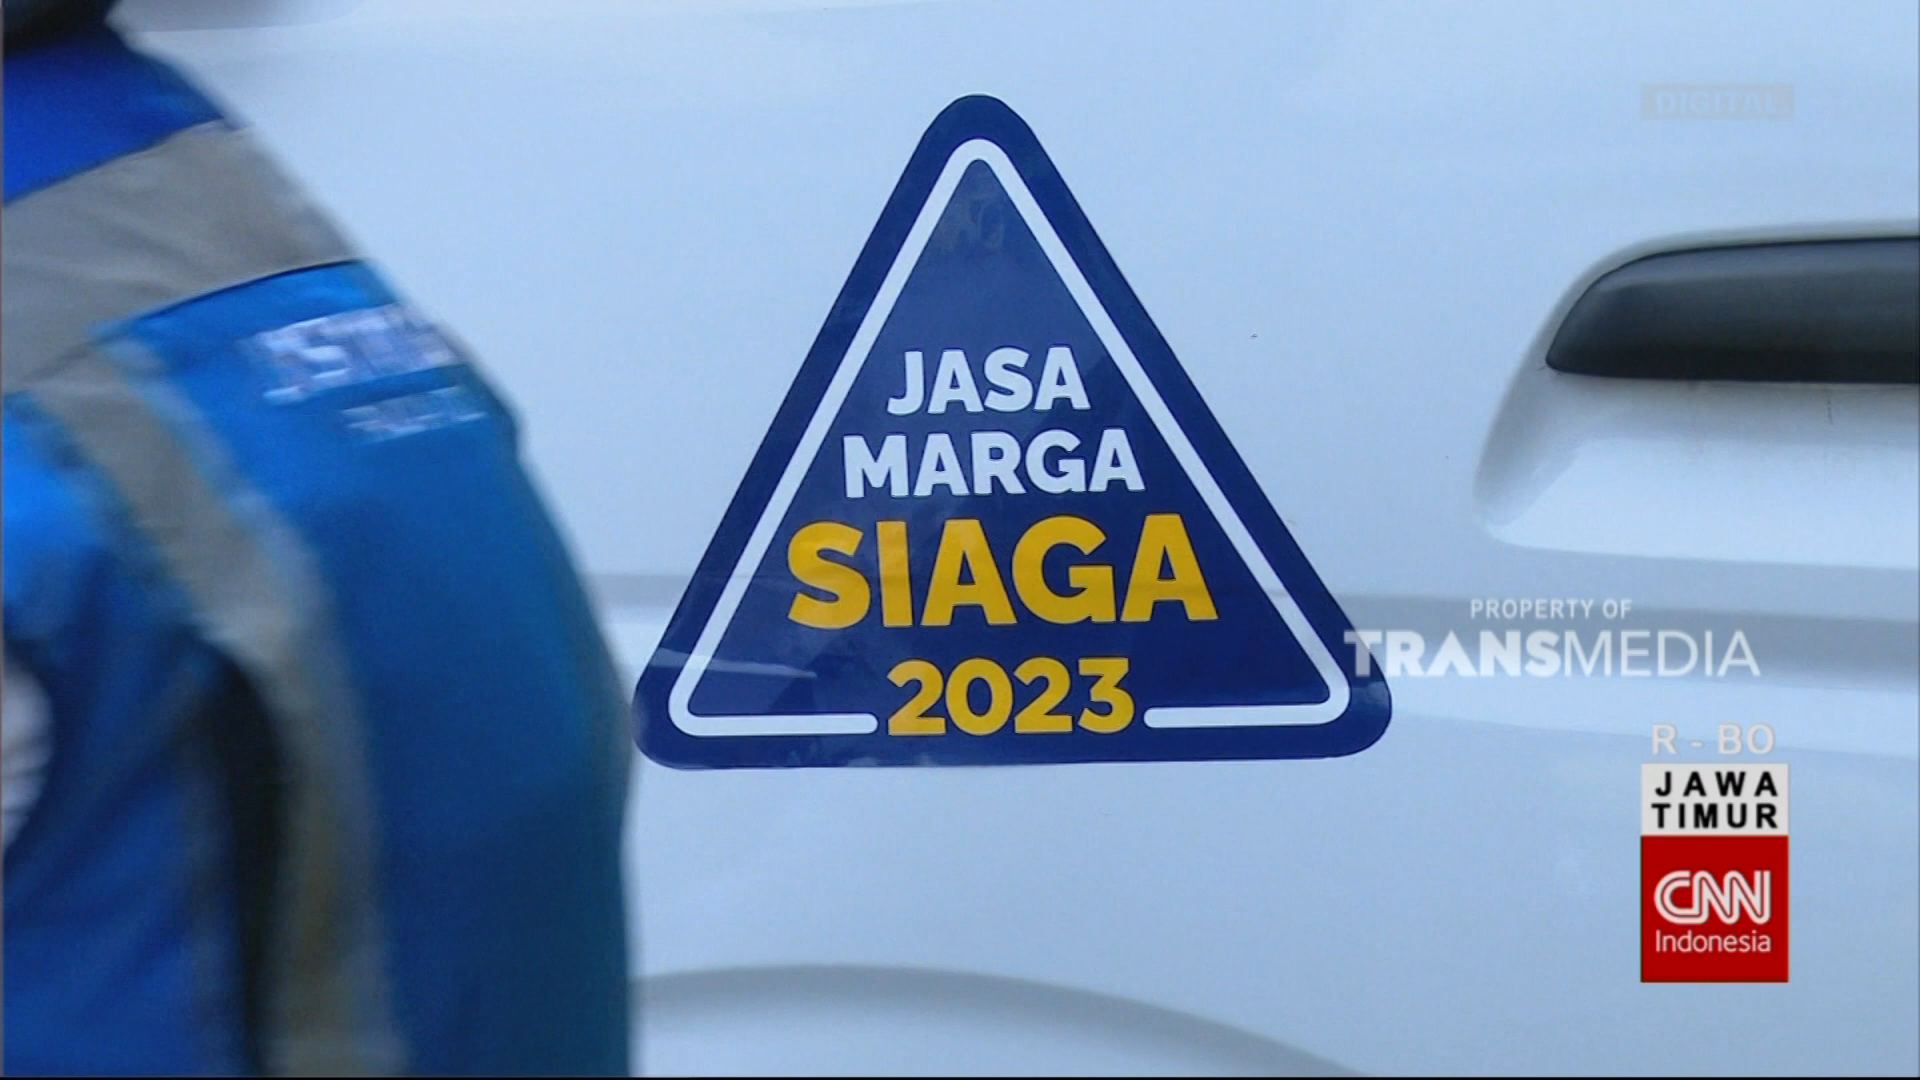 DIGITAL
JASA
MARGA
SIAGA
2023
PROPERTY OF
TRANSMEDIA
R - BO
JAWA
TIMUR
CNN
Indonesia